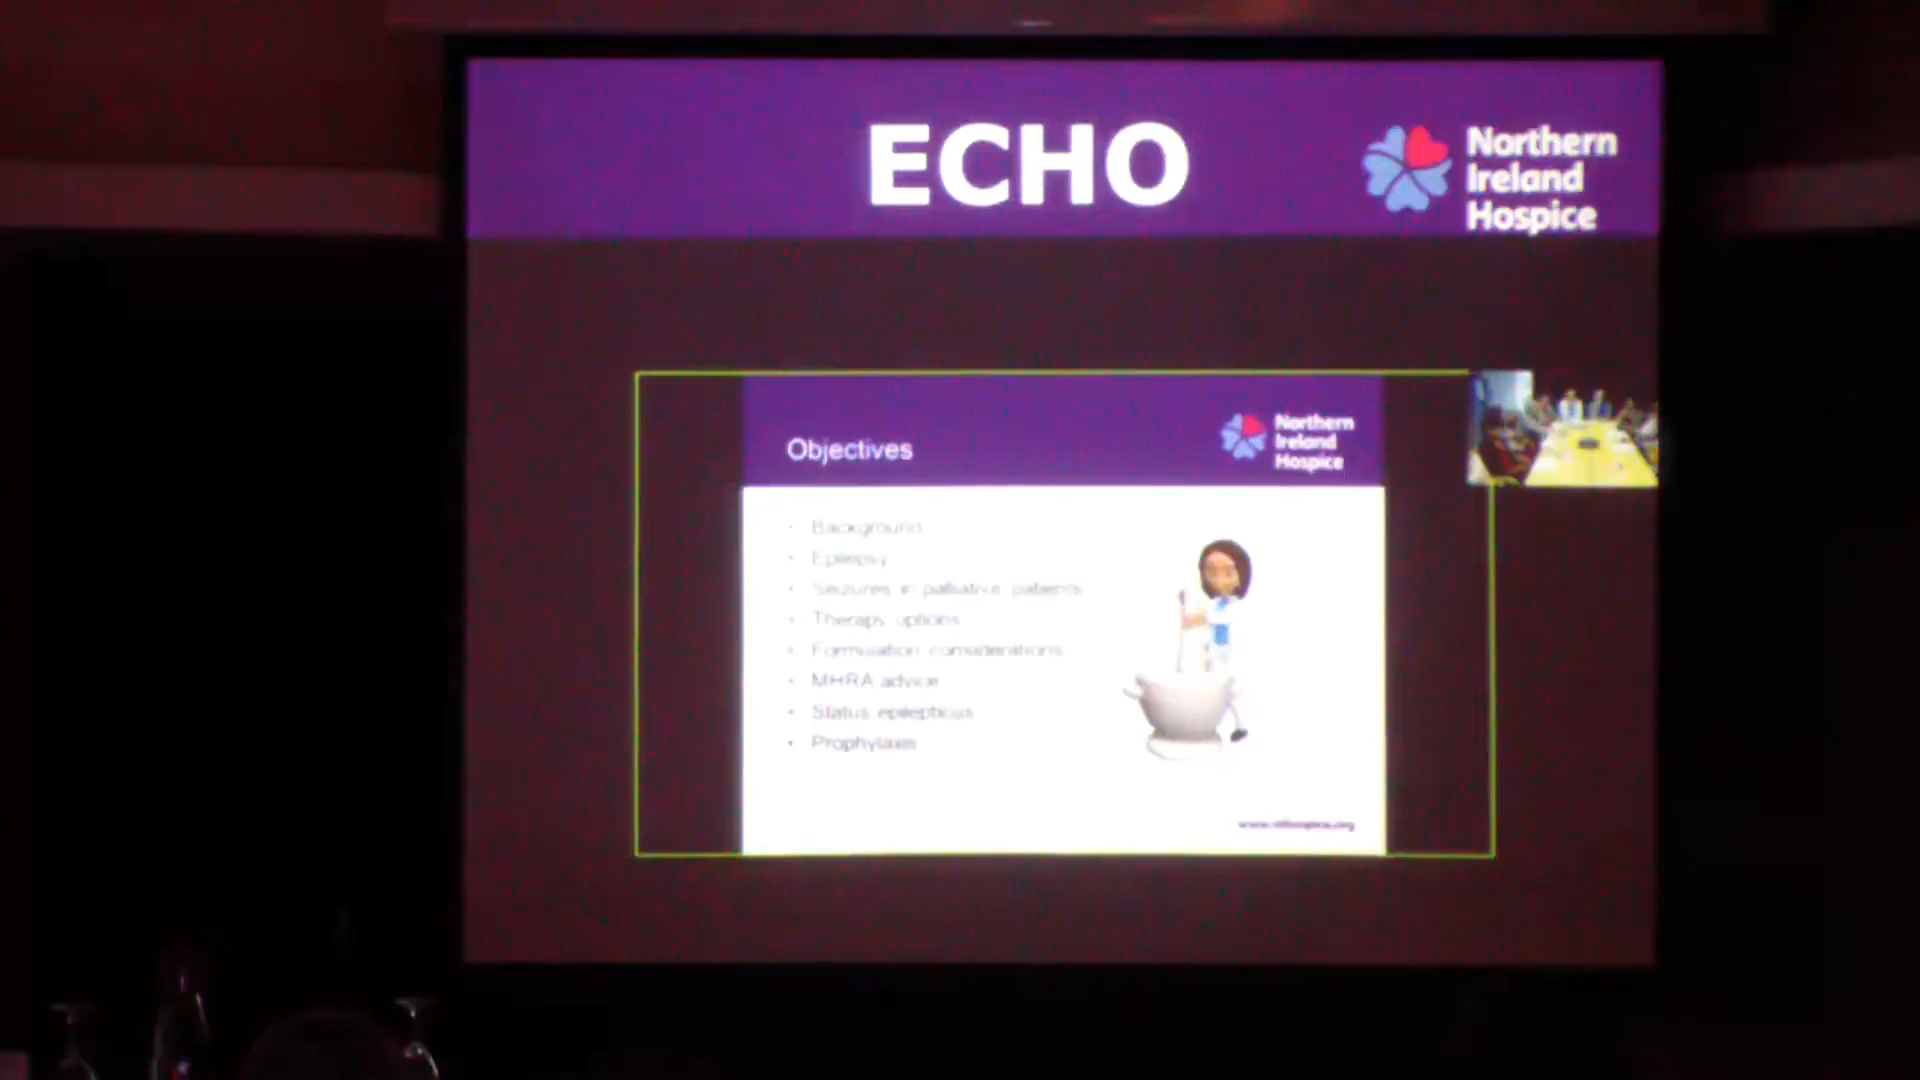 ECHO
Northern
Ireland
Hospice
Objectives
Northern
Ireland
Hospice
• Background
• Epilepsy
• Seizures in palliative patients
• Therapy options
• Formulation considerations
• MHRA advice
• Status epilepticus
• Prophylaxis